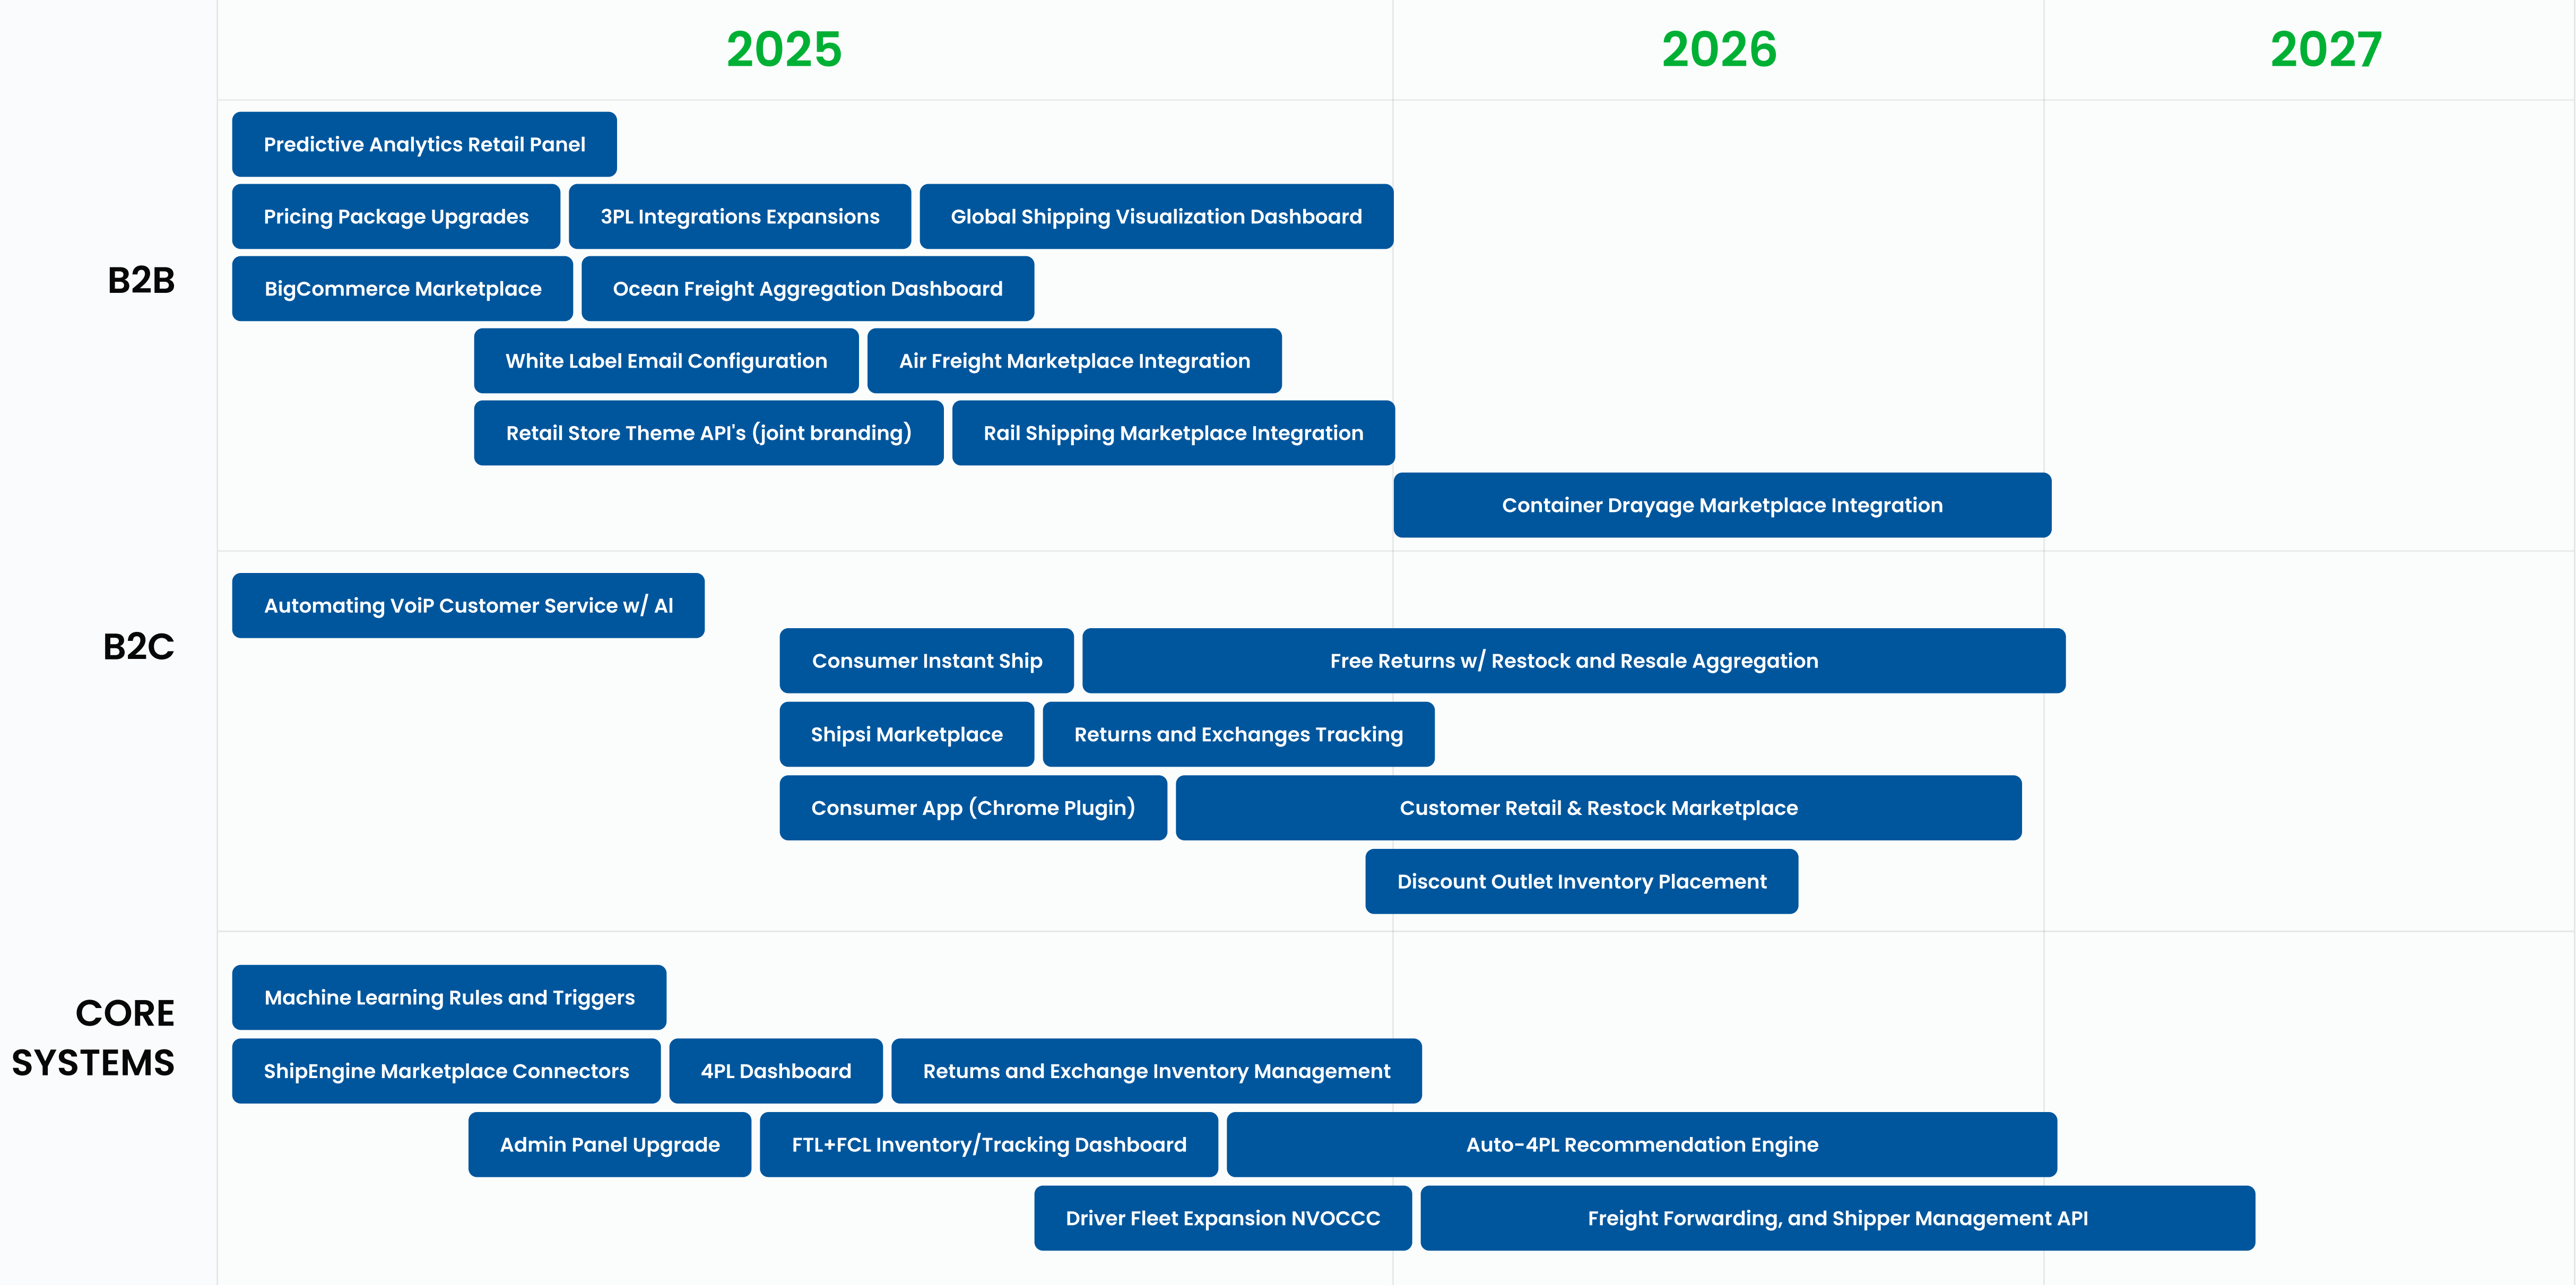 2025 2026 2027
B2B
Predictive Analytics Retail Panel
Pricing Package Upgrades
3PL Integrations Expansions
Global Shipping Visualization Dashboard
BigCommerce Marketplace
Ocean Freight Aggregation Dashboard
White Label Email Configuration
Air Freight Marketplace Integration
Retail Store Theme API's (joint branding)
Rail Shipping Marketplace Integration
Container Drayage Marketplace Integration
B2C
Automating VoiP Customer Service w/ AI
Consumer Instant Ship
Free Returns w/ Restock and Resale Aggregation
Shipsi Marketplace
Returns and Exchanges Tracking
Consumer App (Chrome Plugin)
Customer Retail & Restock Marketplace
Discount Outlet Inventory Placement
CORE
SYSTEMS
Machine Learning Rules and Triggers
ShipEngine Marketplace Connectors
4PL Dashboard
Retums and Exchange Inventory Management
Admin Panel Upgrade
FTL+FCL Inventory/Tracking Dashboard
Auto-4PL Recommendation Engine
Driver Fleet Expansion NVOCCC
Freight Forwarding, and Shipper Management API